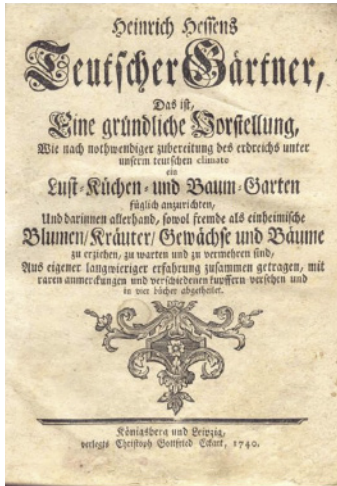 Heinrich Hessens
Teutscher Gärtner,
Das ist,
Eine gründliche Vorstellung,
Wie nach nothwendiger zubereitung des erdreichs unter
unserm teutschen climate
ein
Lust-Küchen- und Baum-Garten
füglich anzurichten,
Und darinnen allerhand, sowol fremde als einheimische
Blumen/Kräuter/Gewächse und Bäume
zu erziehen, zu warten und zu vermehren sind,
Aus eigener langwieriger erfahrung zusammen getragen, mit
raren anmerckungen und verschiedenen kupffern versehen und
in vier bücher abgetheilet.
Königsberg und Leipzig,
verlegts Christoph Gottfried Eckart, 1740.